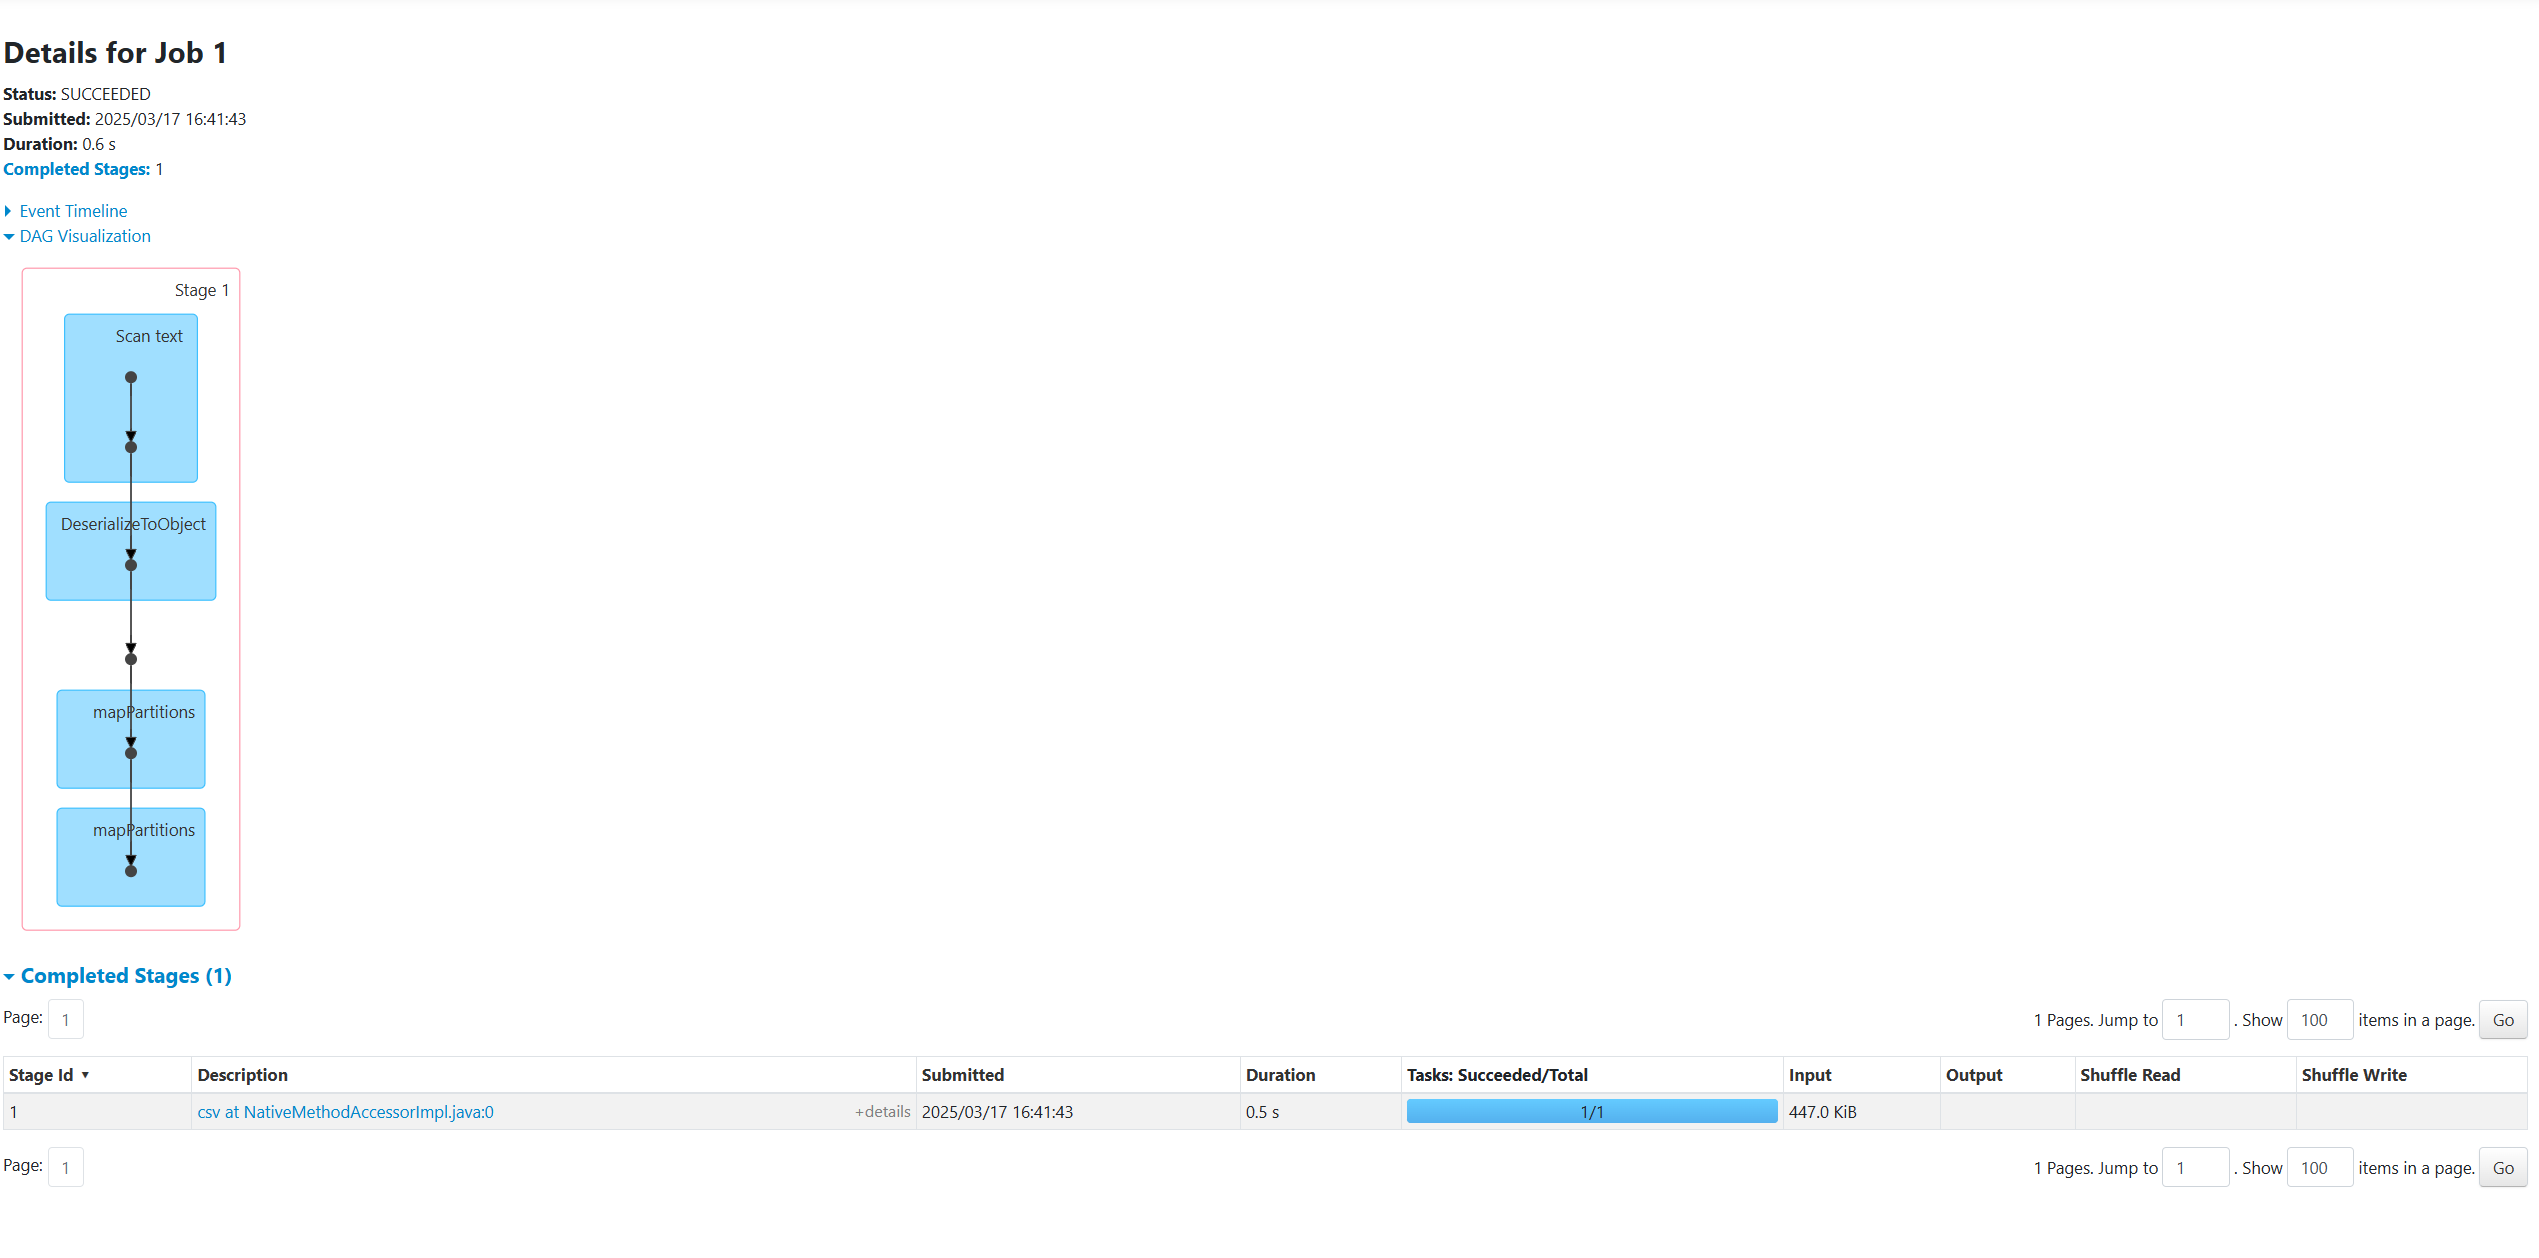 Details for Job 1
Status: SUCCEEDED
Submitted: 2025/03/17 16:41:43
Duration: 0.6 s
Completed Stages: 1
Event Timeline
DAG Visualization
Stage 1
Scan text
DeserializeToObject
mapPartitions
mapPartitions
Completed Stages (1)
Page: 1 1 Pages. Jump to 1 . Show 100 items in a page. Go
Stage Id ▾ Description Submitted Duration Tasks: Succeeded/Total Input Output Shuffle Read Shuffle Write
1 csv at NativeMethodAccessorImpl.java:0 +details 2025/03/17 16:41:43 0.5 s 1/1 447.0 KiB
Page: 1 1 Pages. Jump to 1 . Show 100 items in a page. Go